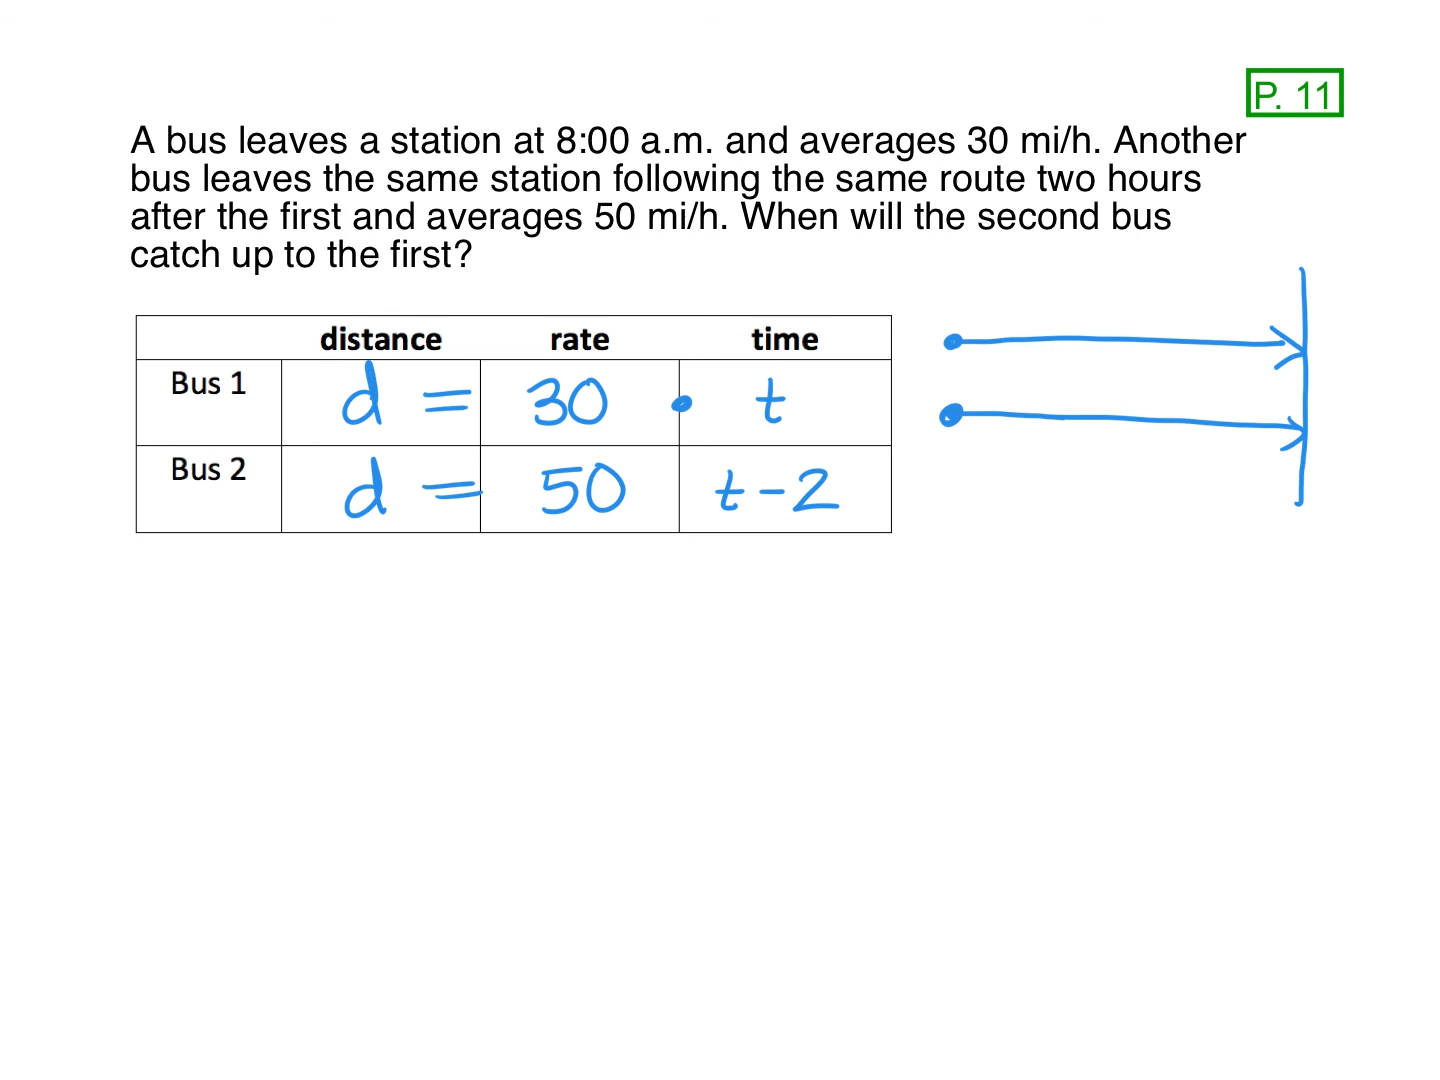 P. 11
A bus leaves a station at 8:00 a.m. and averages 30 mi/h. Another
bus leaves the same station following the same route two hours
after the first and averages 50 mi/h. When will the second bus
catch up to the first?
distance rate time
Bus 1 d = 30 • t
Bus 2 d = 50 t-2